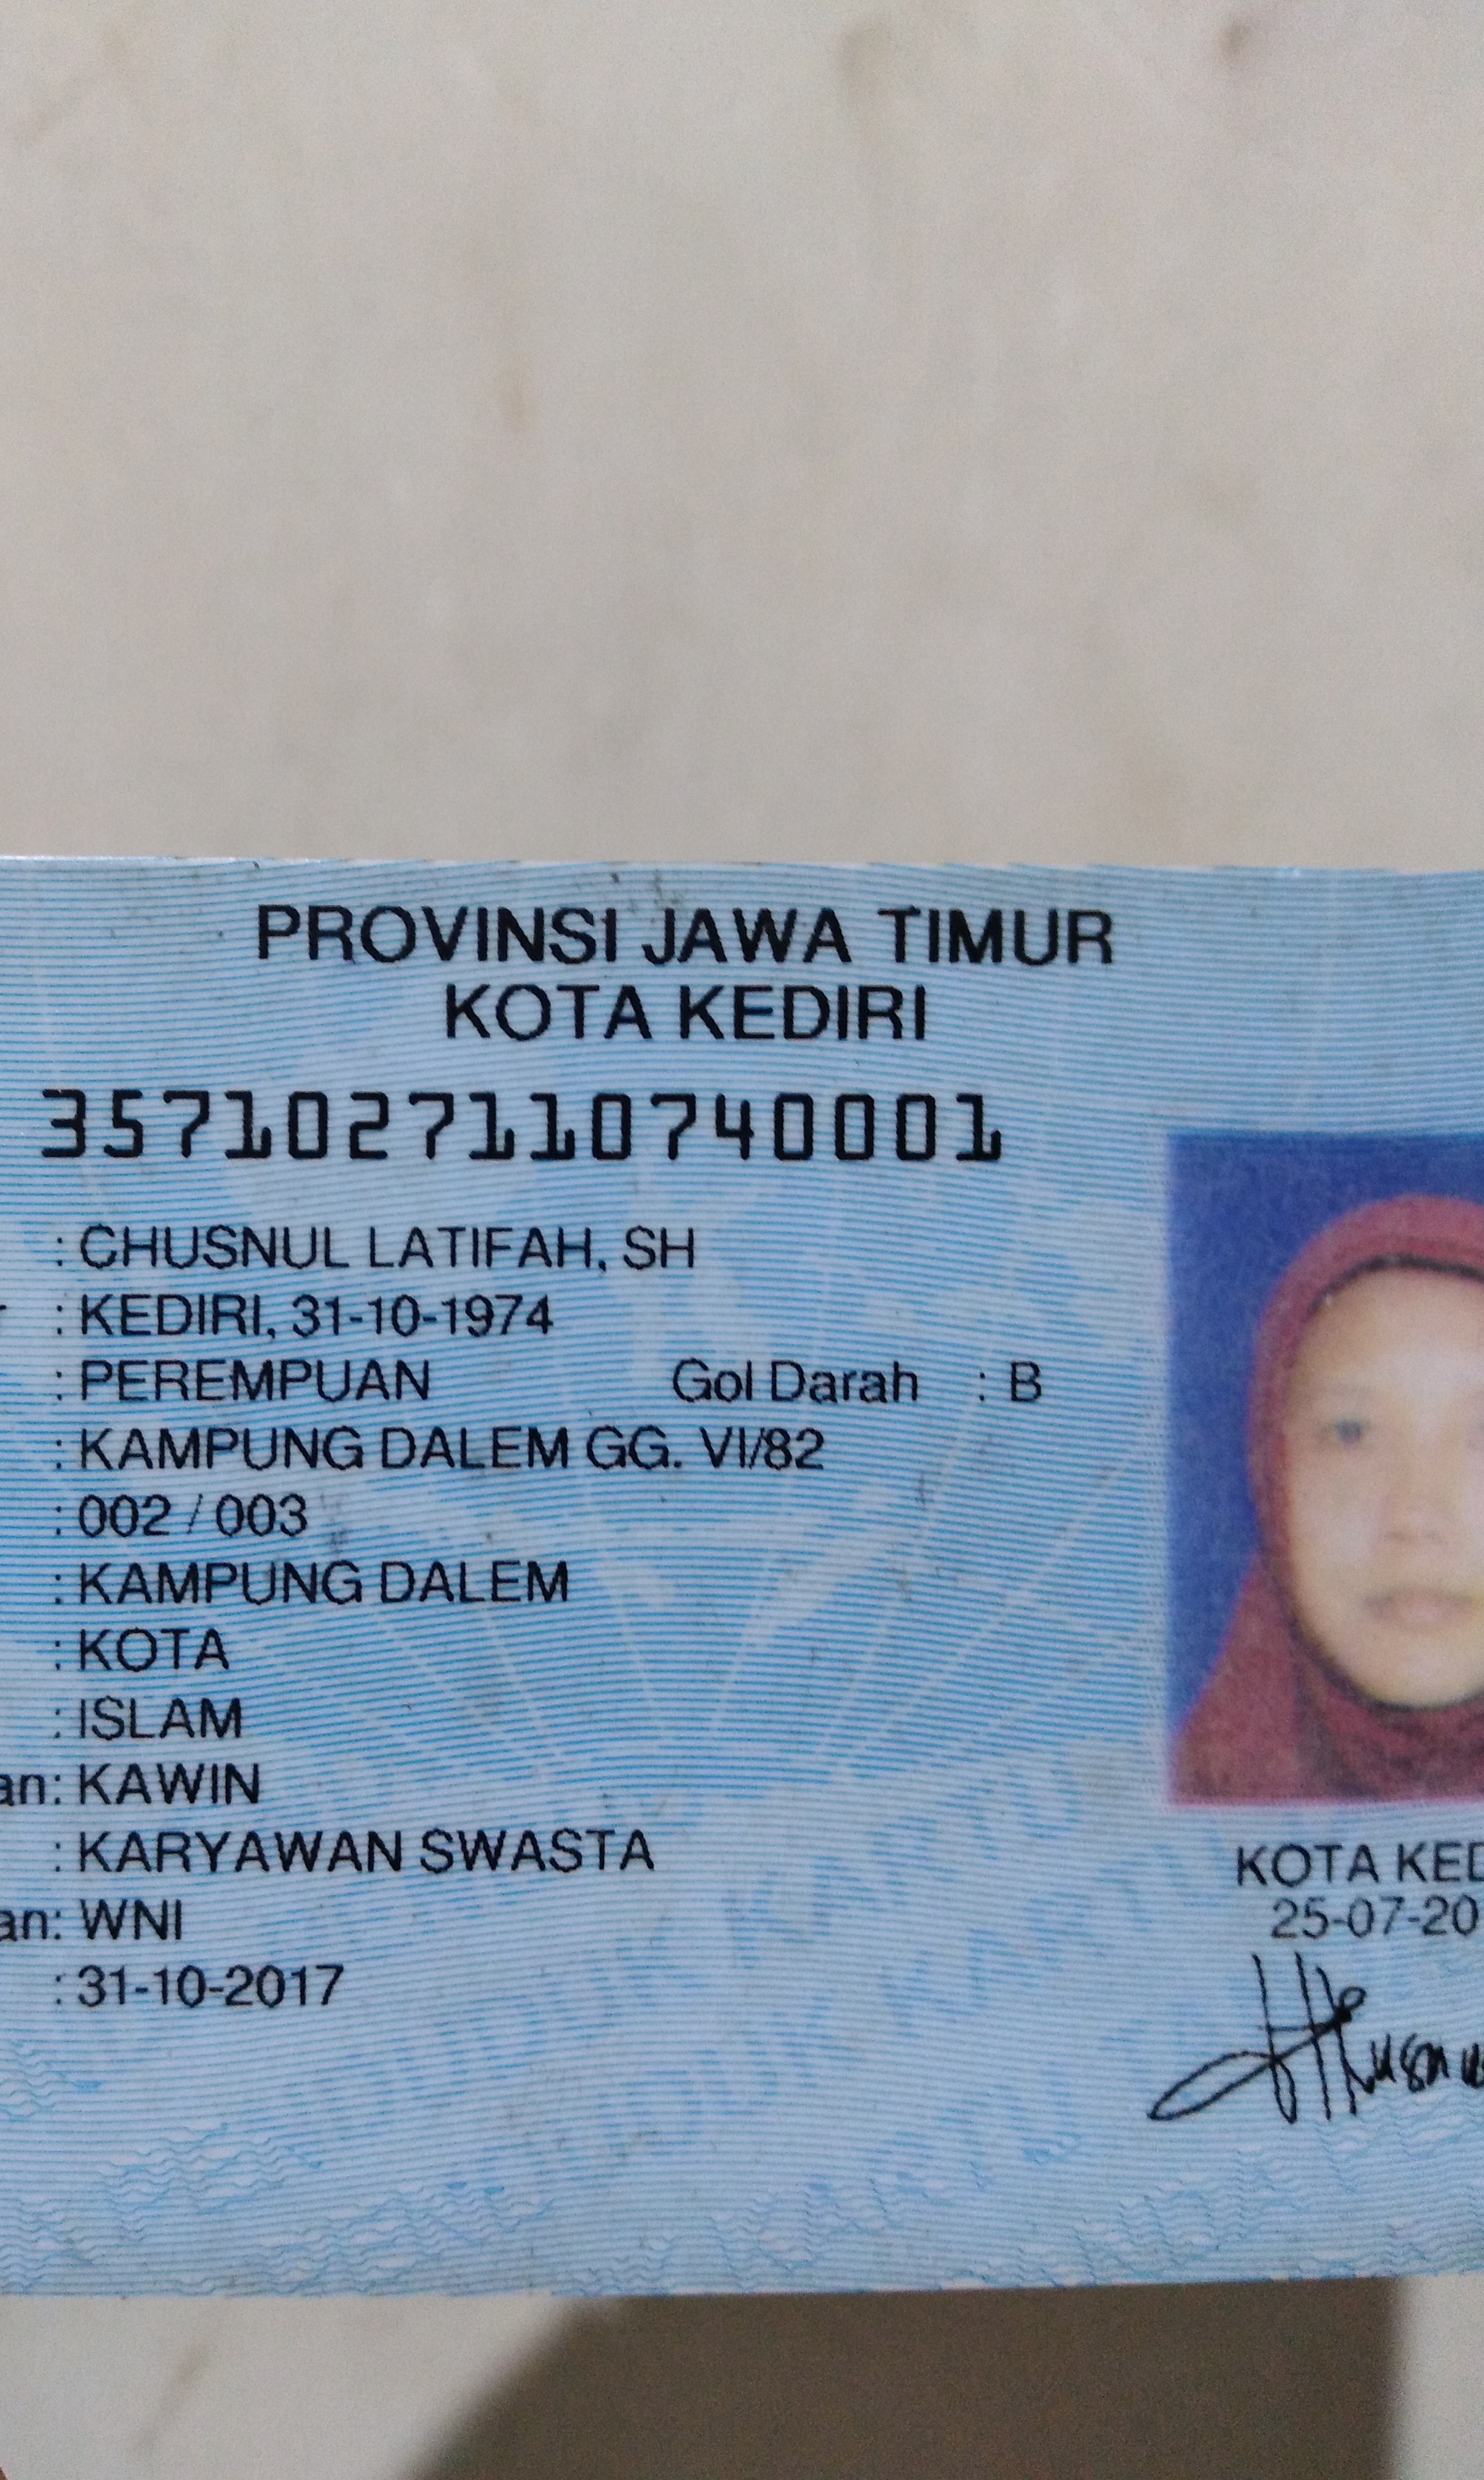 PROVINSI JAWA TIMUR
KOTA KEDIRI
3571027110740001
: CHUSNUL LATIFAH, SH
: KEDIRI, 31-10-1974
: PEREMPUAN Gol Darah : B
: KAMPUNG DALEM GG. VI/82
: 002 / 003
: KAMPUNG DALEM
: KOTA
: ISLAM
an: KAWIN
: KARYAWAN SWASTA
an: WNI
: 31-10-2017
KOTA KED
25-07-20